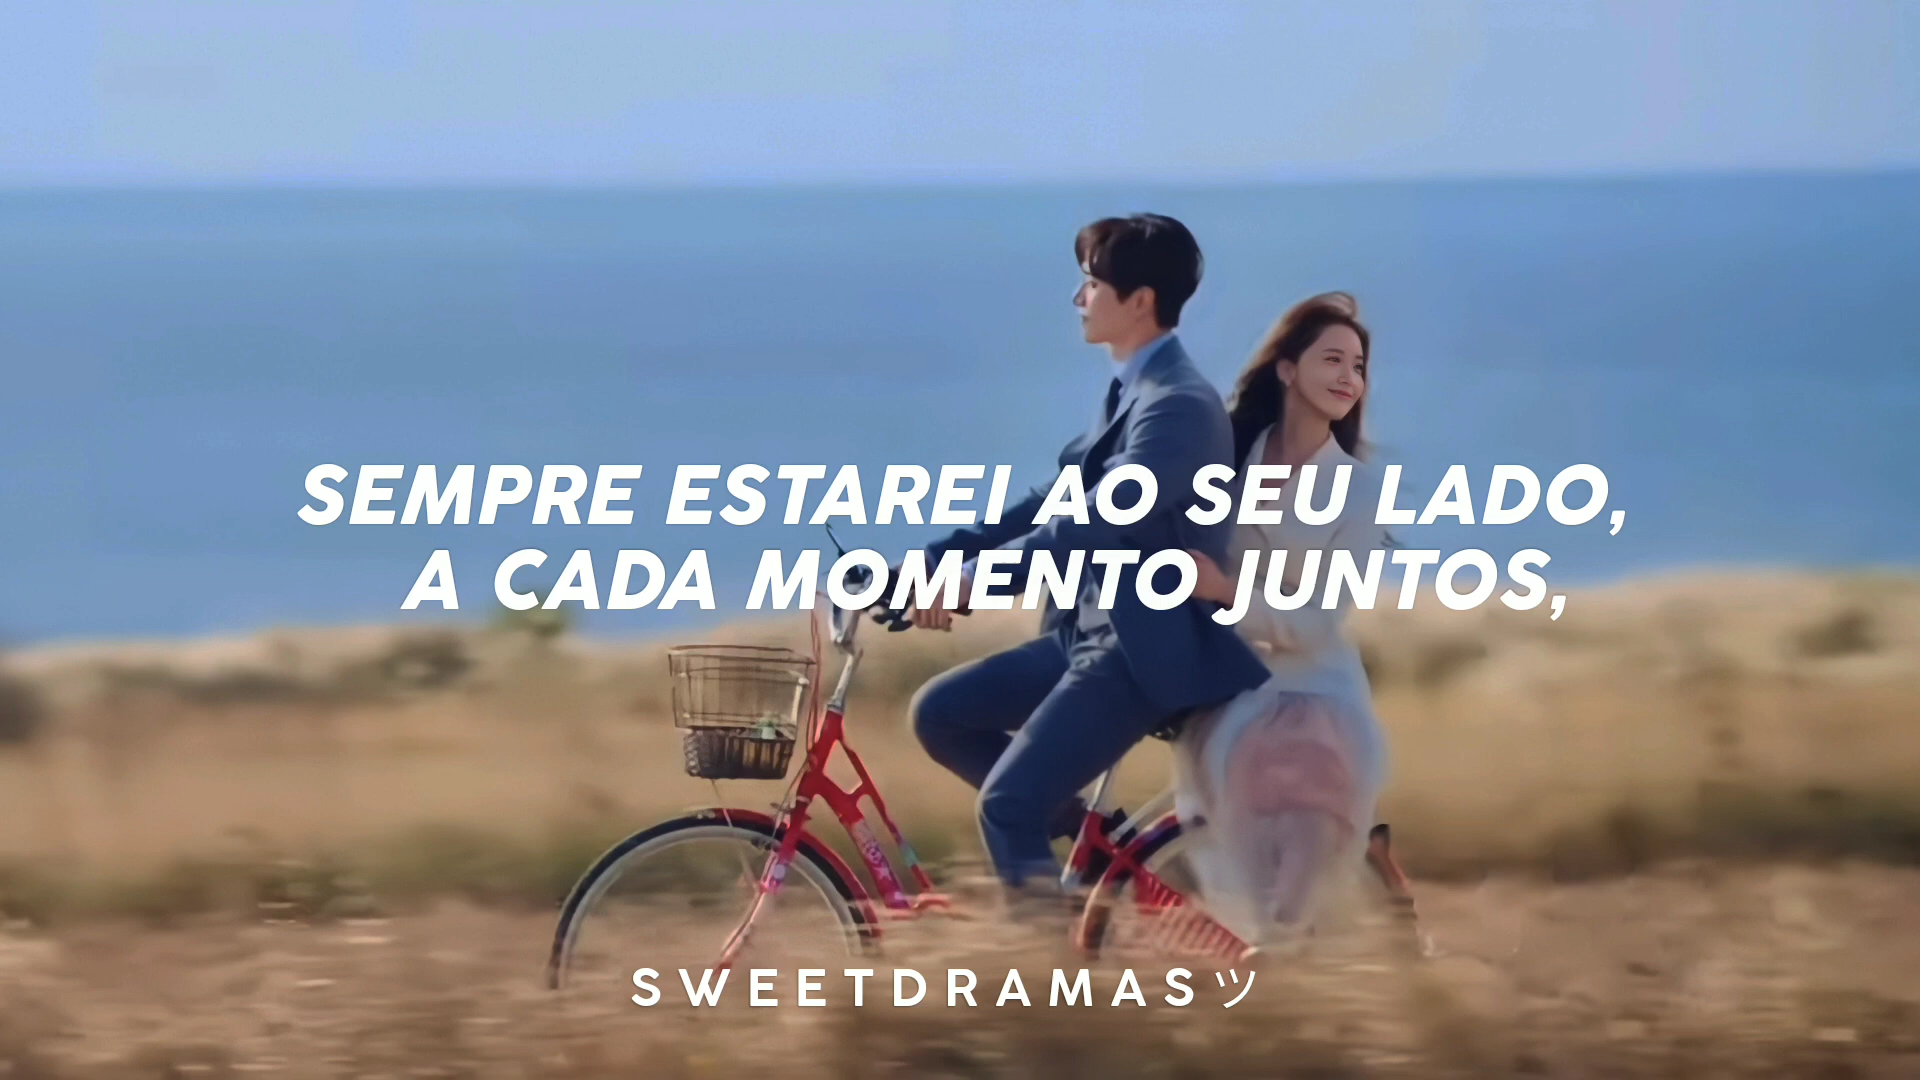 SEMPRE ESTAREI AO SEU LADO,
A CADA MOMENTO JUNTOS,
SWEETDRAMASツ